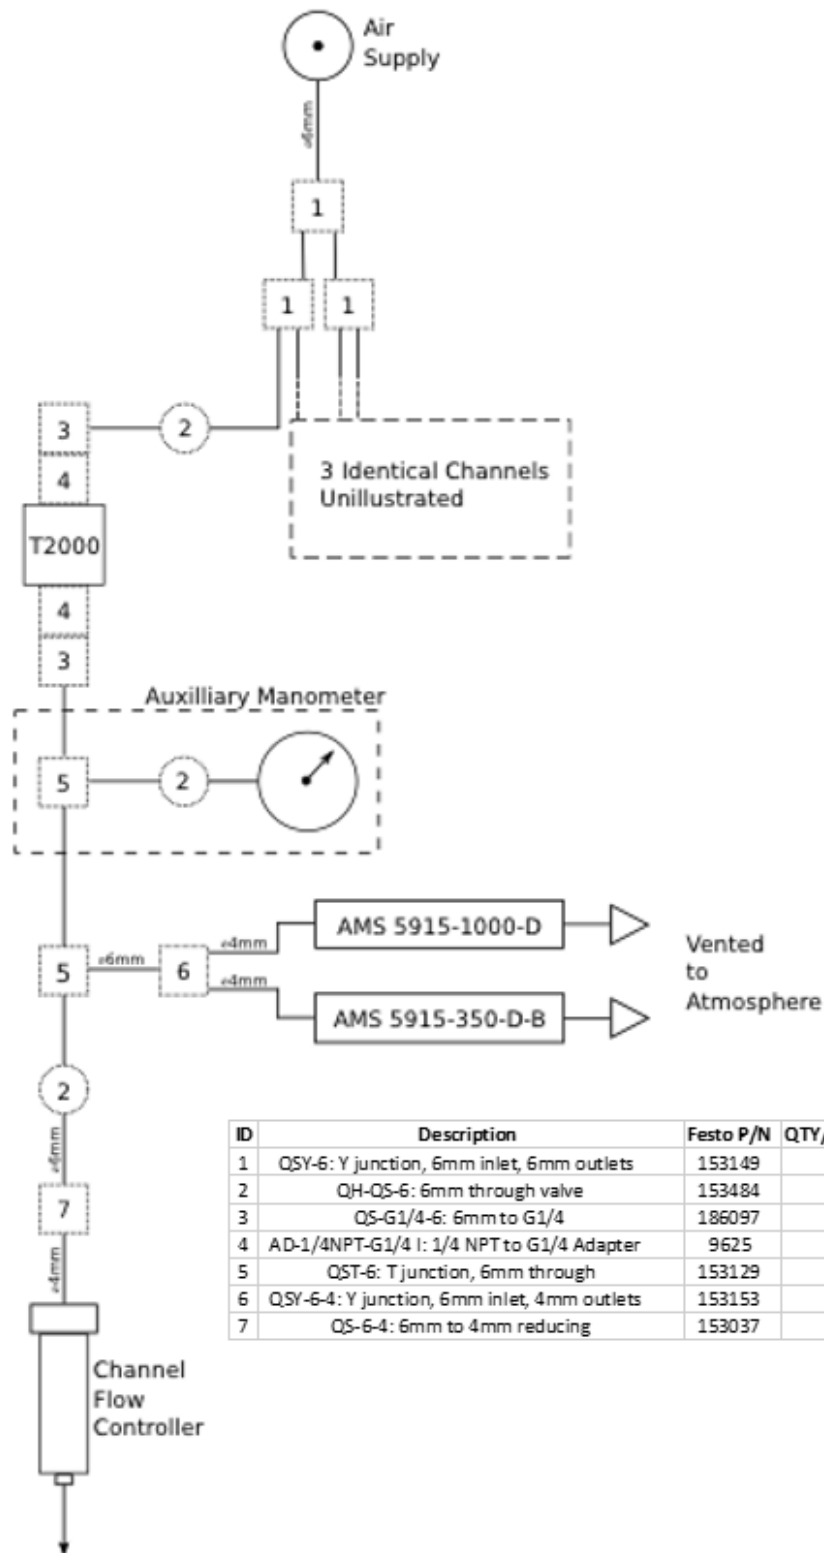 Air
Supply
⌀6mm
1
1
1
3
2
4
3 Identical Channels
Unillustrated
T2000
4
3
Auxilliary Manometer
5
2
AMS 5915-1000-D
⌀4mm
⌀6mm
5
6
Vented
to
Atmosphere
⌀4mm
AMS 5915-350-D-B
2
⌀6mm
7
⌀4mm
Channel
Flow
Controller
ID Description Festo P/N QTY/
1 QSY-6: Y junction, 6mm inlet, 6mm outlets 153149
2 QH-QS-6: 6mm through valve 153484
3 QS-G1/4-6: 6mm to G1/4 186097
4 AD-1/4NPT-G1/4 I: 1/4 NPT to G1/4 Adapter 9625
5 QST-6: T junction, 6mm through 153129
6 QSY-6-4: Y junction, 6mm inlet, 4mm outlets 153153
7 QS-6-4: 6mm to 4mm reducing 153037